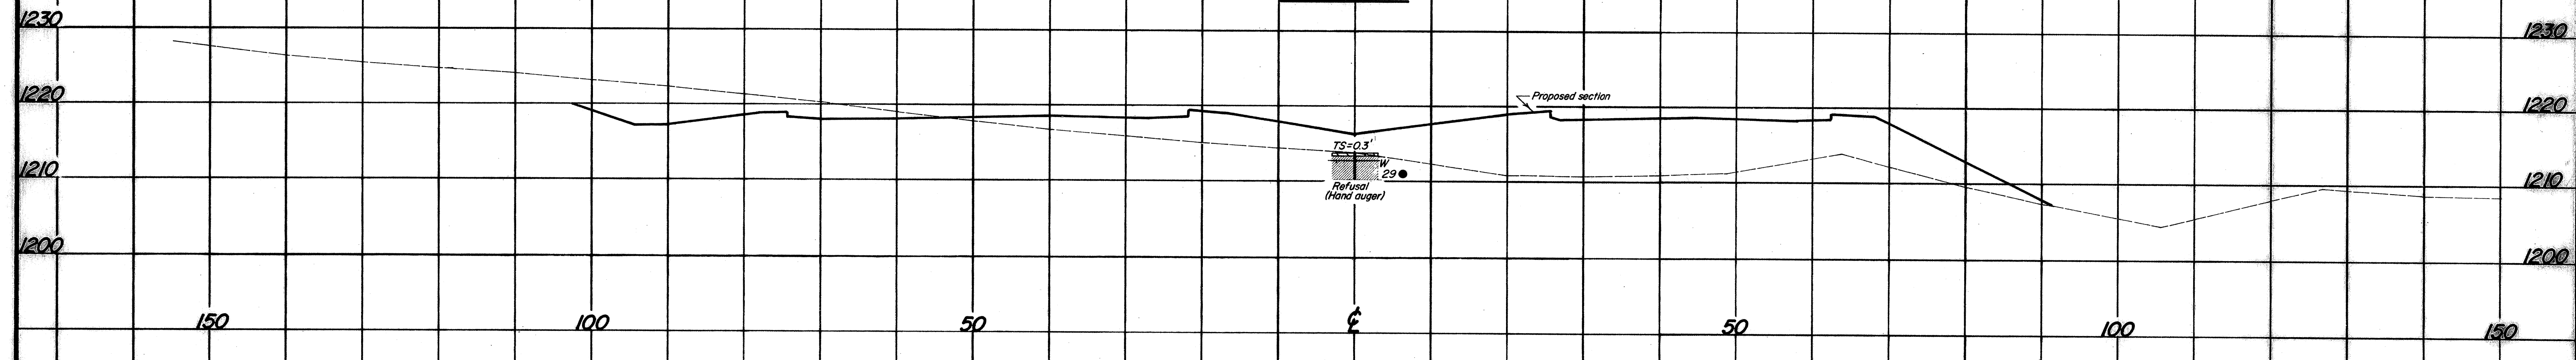 1230 1230
1220 Proposed section 1220
TS=0.3'
W
1210 29 1210
Refusal
(Hand auger)
1200 1200
150 100 50 ℄ 50 100 150